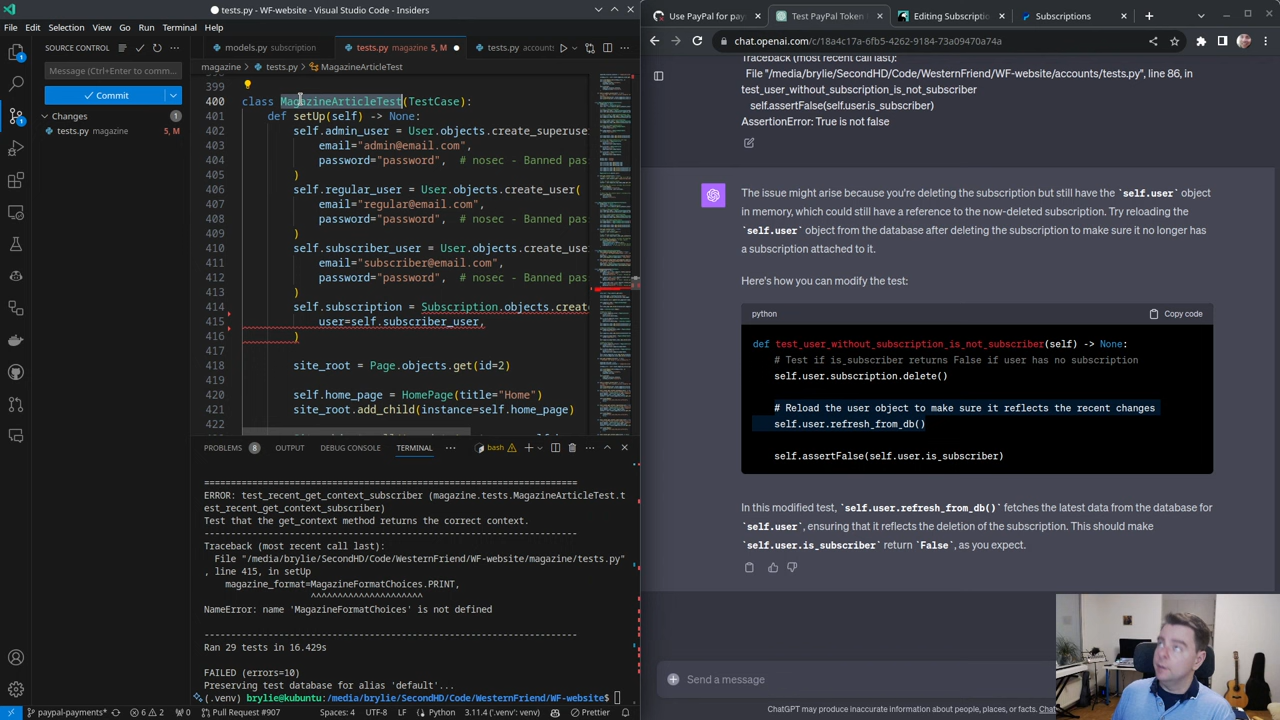 tests.py - WF-website - Visual Studio Code - Insiders
File Edit Selection View Go Run Terminal
SOURCE CONTROL
Message (Ctrl+Enter to comm...
Commit
Changes 1
tests.py magazine 5, M
models.py subscription
tests.py magazine 5, M
tests.py accounts
magazine > tests.py > MagazineArticleTest
399
400 class MagazineArticleTest(TestCase):
401 def setUp(self) -> None:
402 self. user = User.objects.create_superuse
403 email="admin@email.com",
404 password="password", # nosec - Banned pas
405 )
406 self. user = User.objects.create_user(
407 email="regular@email.com",
408 password="password", # nosec - Banned pas
409 )
410 self.subscriber_user = User.objects.create_use
411 email="subscriber@email.com",
412 password="password", # nosec - Banned pas
413 )
414 self.subscription = Subscription.objects.creat
415 user=self.subscriber_user,
416 )
417
418 site_root = Page.objects.get(id=2)
419
420 self.home_page = HomePage(title="Home")
421 site_root.add_child(instance=self.home_page)
422
PROBLEMS 8 OUTPUT DEBUG CONSOLE TERMINAL
bash
ERROR: test_recent_get_context_subscriber (magazine.tests.MagazineArticleTest.t
est_recent_get_context_subscriber)
Test that the get_context method returns the correct context.
Traceback (most recent call last):
File "/media/brylie/SecondHD/Code/WesternFriend/WF-website/magazine/tests.py"
, line 415, in setUp
magazine_format=MagazineFormatChoices.PRINT,
^^^^^^^^^^^^^^^^^^^^^
NameError: name 'MagazineFormatChoices' is not defined
Ran 29 tests in 16.429s
FAILED (errors=10)
Preserving test database for alias 'default'...
(.venv) brylie@kubuntu:/media/brylie/SecondHD/Code/WesternFriend/WF-website$
paypal-payments* 6 2 0 Pull Request #907 Spaces: 4 UTF-8 LF Python 3.11.4 ('.venv': venv) Prettier
Use PayPal for pay
Test PayPal Token
Editing Subscriptio
Subscriptions
chat.openai.com/c/18a4c17a-6fb5-4262-9184-73a09470a74a
Traceback (most recent call last):
File "/media/brylie/SecondHD/Code/WesternFriend/WF-website/accounts/tests.py", line 86, in
test_user_without_subscription_is_not_subscriber
self.assertFalse(self.user.is_subscriber)
AssertionError: True is not false
The issue might arise because you're deleting the subscription but still have the `self.user` object
in memory, which could still have a reference to the now-deleted subscription. Try reloading the
`self.user` object from the database after deleting the subscription to make sure it no longer has
a subscription attached to it.
Here's how you can modify the test:
python
Copy code
def test_user_without_subscription_is_not_subscriber(self) -> None:
# Test if is_subscriber returns False if user has no subscription
self.user.subscription.delete()
# Reload the user object to make sure it reflects the recent changes
self.user.refresh_from_db()
self.assertFalse(self.user.is_subscriber)
In this modified test, `self.user.refresh_from_db()` fetches the latest data from the database for
`self.user`, ensuring that it reflects the deletion of the subscription. This should make
`self.user.is_subscriber` return `False`, as you expect.
Send a message
ChatGPT may produce inaccurate information about people, places, or facts.